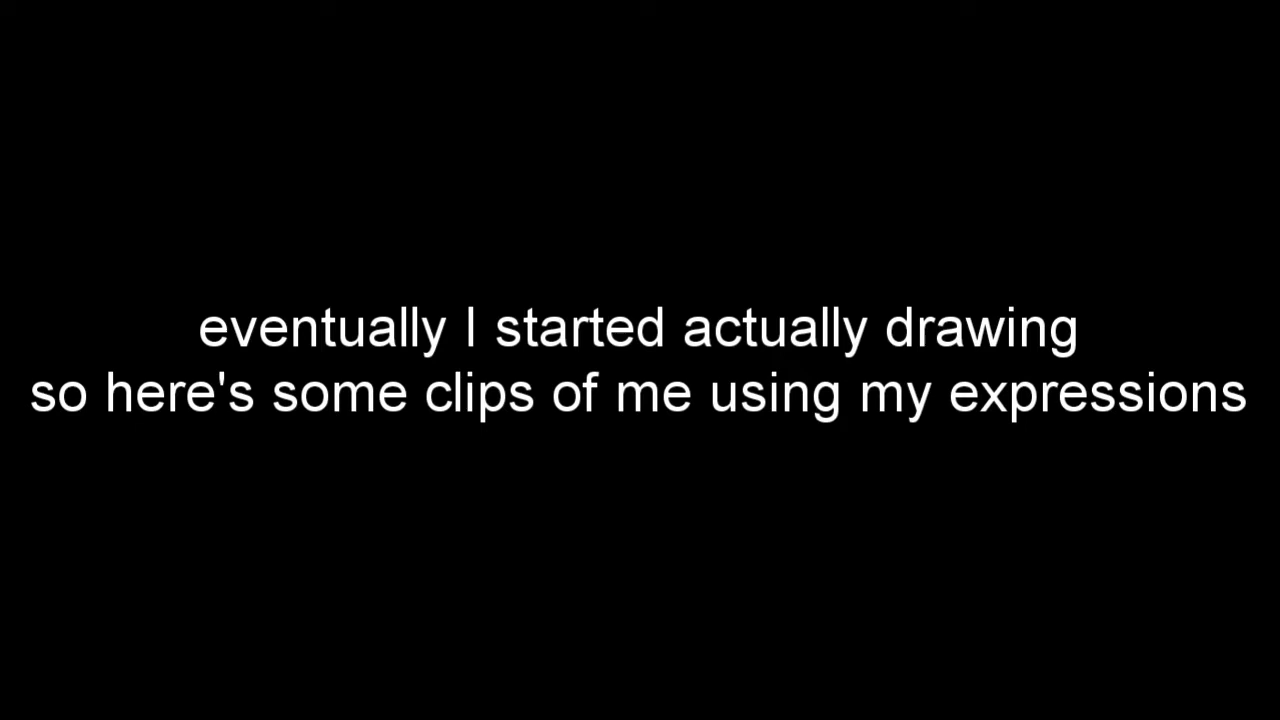 eventually I started actually drawing
so here's some clips of me using my expressions